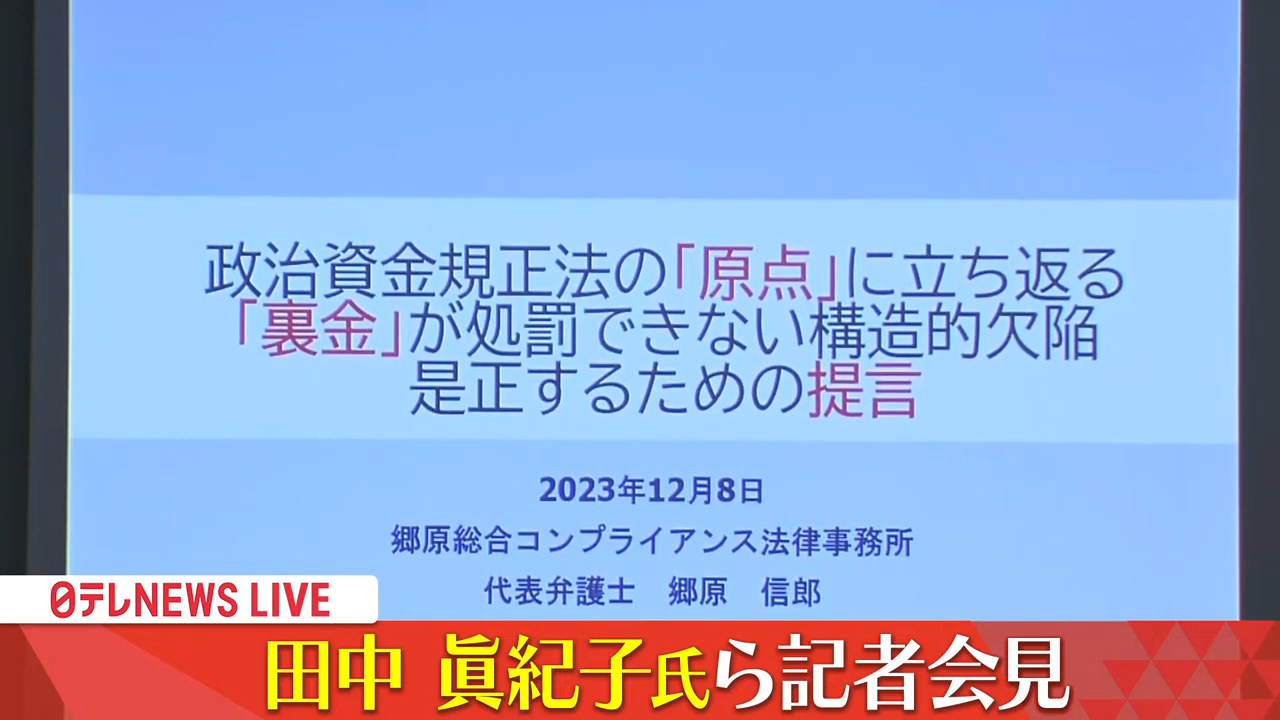 政治資金規正法の「原点」に立ち返る
「裏金」が処罰できない構造的欠陥
是正するための提言
2023年12月8日
郷原総合コンプライアンス法律事務所
代表弁護士 郷原 信郎
日テレNEWS LIVE
田中 眞紀子氏ら記者会見